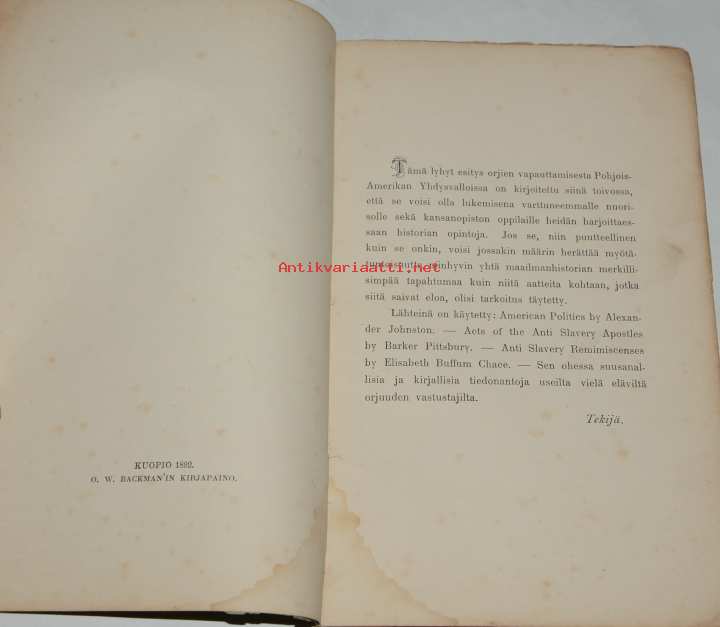 KUOPIO 1892.
O. W. BACKMAN'IN KIRJAPAINO.
Tämä lyhyt esitys orjien vapauttamisesta Pohjois-
Amerikan Yhdysvalloissa on kirjoitettu siinä toivossa,
että se voisi olla lukemisena varttuneemmalle nuori-
solle sekä kansanopiston oppilaille heidän harjoittaes-
saan historian opintoja. Jos se, niin puutteellinen
kuin se onkin, voisi jossakin määrin herättää myötä-
tuntoisuutta niinhyvin yhtä maailmanhistorian merkilli-
simpää tapahtumaa kuin niitä aatteita kohtaan, jotka
siitä saivat eloa, olisi tarkoitus täytetty.
Lähteinä on käytetty: American Politics by Alexan-
der Johnston. — Acts of the Anti Slavery Apostles
by Barker Pittsbury. — Anti Slavery Remimiscenses
by Elisabeth Buffum Chace. — Sen ohessa suusanal-
lisia ja kirjallisia tiedonantoja useilta vielä eläviltä
orjuuden vastustajilta.
Tekijä.
Antikvariaatti.net